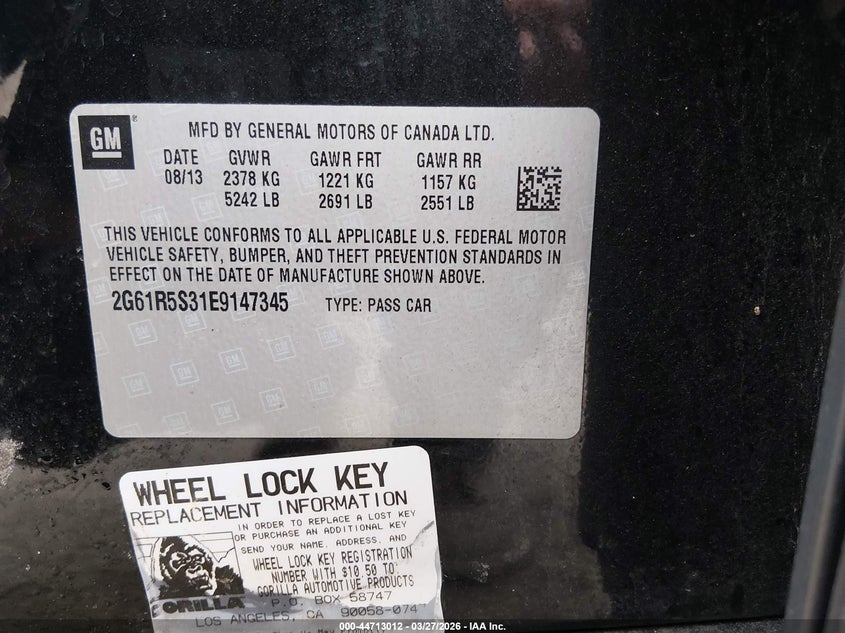 GM
MFD BY GENERAL MOTORS OF CANADA LTD.
DATE GVWR GAWR FRT GAWR RR
08/13 2378 KG 1221 KG 1157 KG
5242 LB 2691 LB 2551 LB
THIS VEHICLE CONFORMS TO ALL APPLICABLE U.S. FEDERAL MOTOR
VEHICLE SAFETY, BUMPER, AND THEFT PREVENTION STANDARDS IN
EFFECT ON THE DATE OF MANUFACTURE SHOWN ABOVE.
2G61R5S31E9147345 TYPE: PASS CAR
WHEEL LOCK KEY
REPLACEMENT INFORMATION
IN ORDER TO REPLACE A LOST KEY
OR PURCHASE AN ADDITIONAL KEY
SEND YOUR NAME, ADDRESS, AND
WHEEL LOCK KEY REGISTRATION
NUMBER WITH $10.50 TO
GORILLA AUTOMOTIVE PRODUCTS
P.O. BOX 58747
GORILLA
LOS ANGELES, CA 90058-074
000-44713012 — 03/27/2026 — IAA Inc.